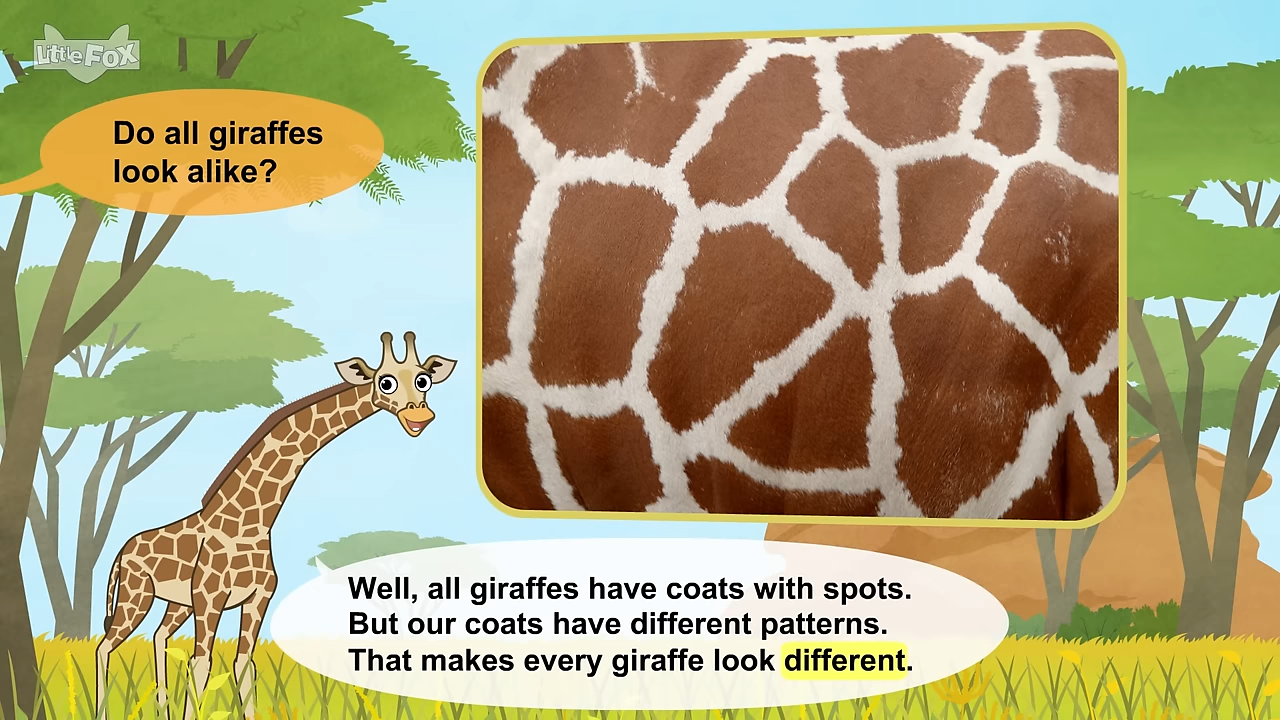 Little Fox
Do all giraffes
look alike?
Well, all giraffes have coats with spots.
But our coats have different patterns.
That makes every giraffe look different.